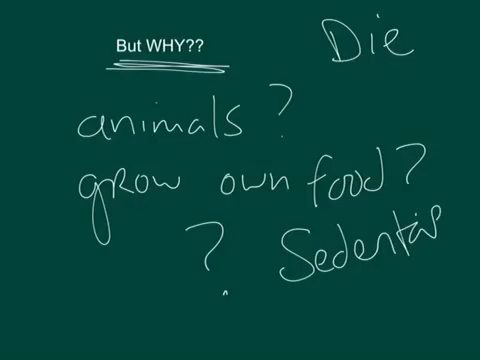 But WHY??
Die
animals?
grow own food?
? Sedentar